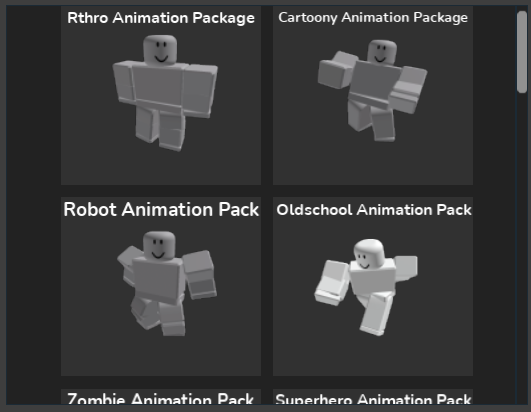 Rthro Animation Package
Cartoony Animation Package
Robot Animation Pack
Oldschool Animation Pack
Zombie Animation Pack
Superhero Animation Pack